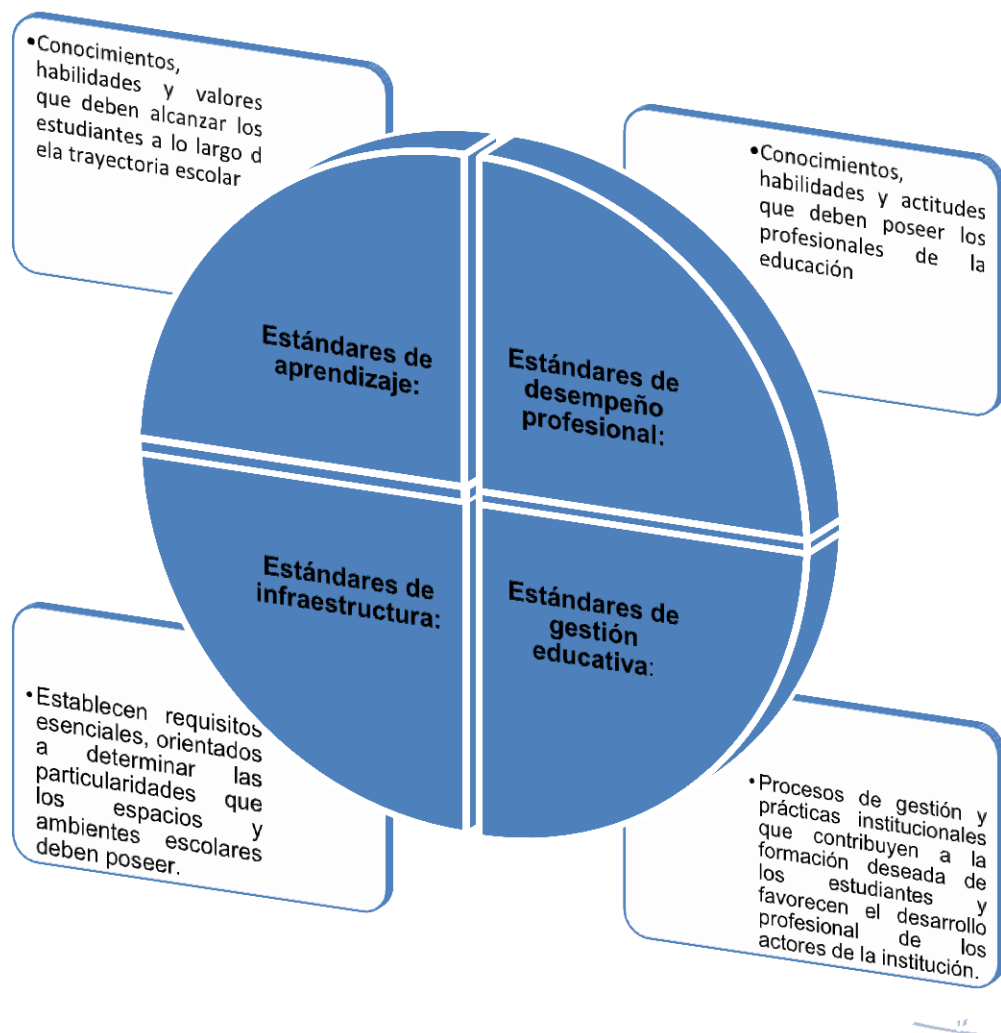 •Conocimientos,
habilidades y valores
que deben alcanzar los
estudiantes a lo largo d
ela trayectoria escolar
•Conocimientos,
habilidades y actitudes
que deben poseer los
profesionales de la
educación
Estándares de
aprendizaje:
Estándares de
desempeño
profesional:
Estándares de
infraestructura:
Estándares de
gestión
educativa:
•Establecen requisitos
esenciales, orientados
a determinar las
particularidades que
los espacios y
ambientes escolares
deben poseer.
•Procesos de gestión y
prácticas institucionales
que contribuyen a la
formación deseada de
los estudiantes y
favorecen el desarrollo
profesional de los
actores de la institución.